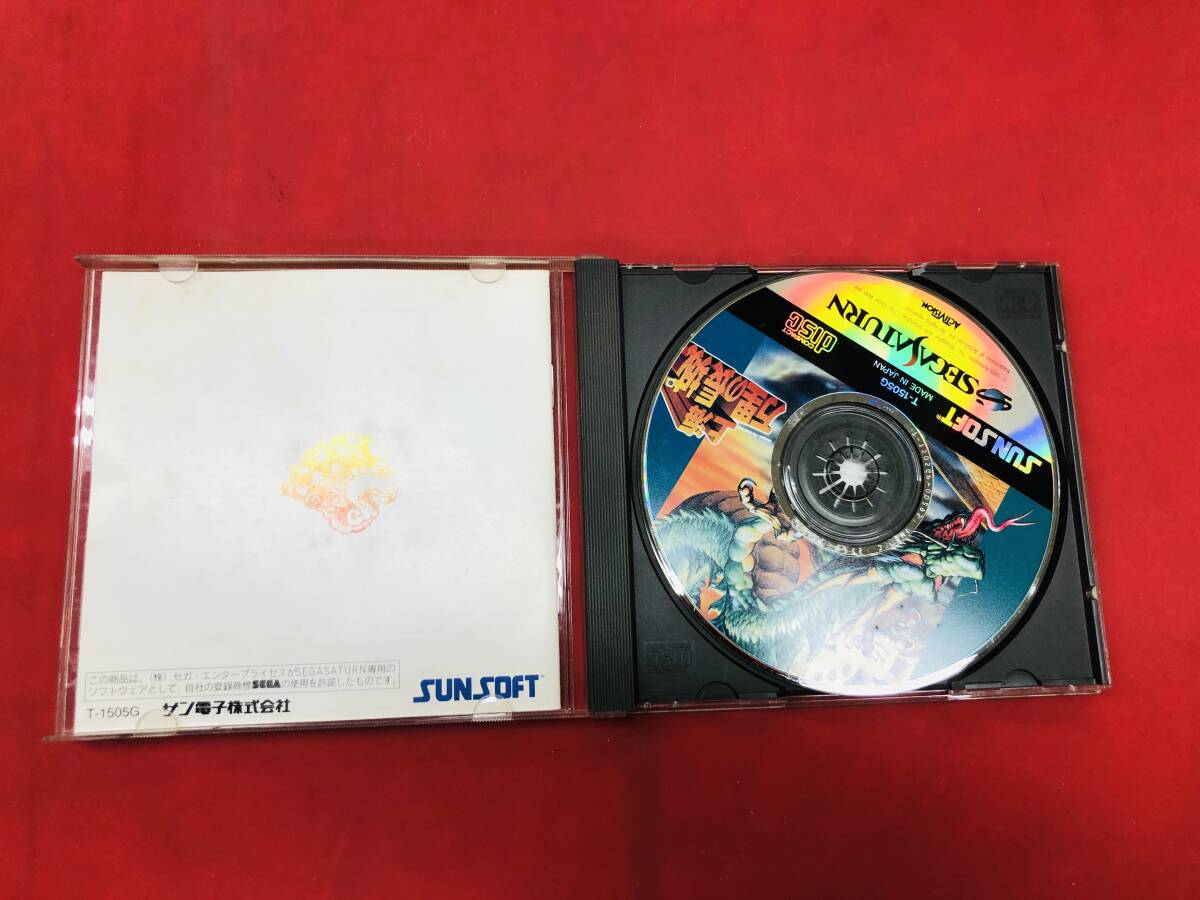 この商品は、(株)セガ・エンタープライゼスがSEGASATURN専用の
ソフトウェアとして、自社の登録商標SEGAの使用を許諾したものです。
T-1505G サン電子株式会社
SUNSOFT
SUNSOFT
SEGASATURN
T-1505G
MADE IN JAPAN
COMPACT
disc
ACTIVISION
上海
万里の長城